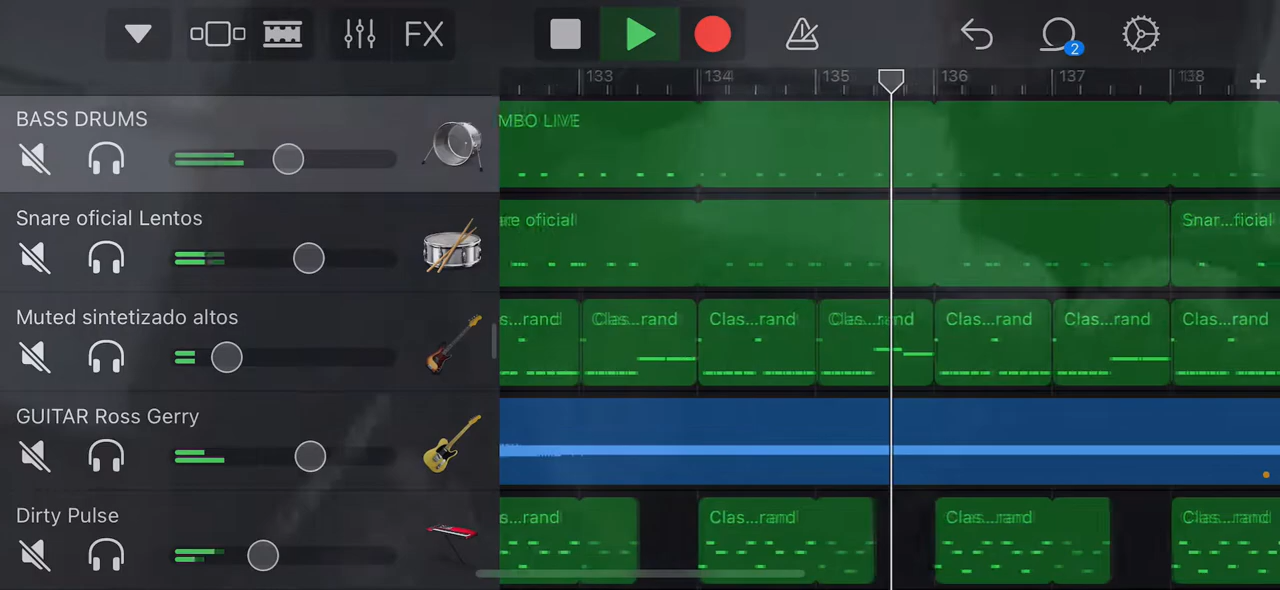 FX
2
133 134 135 136 137 138
BASS DRUMS
MBO LIVE
Snare oficial Lentos
re oficial
Snar...ficial
Muted sintetizado altos
s...rand Clas...rand Clas...rand Clas...rand Clas...rand Clas...rand Clas...rand
GUITAR Ross Gerry
Dirty Pulse
s...rand Clas...rand Clas...rand Clas...rand